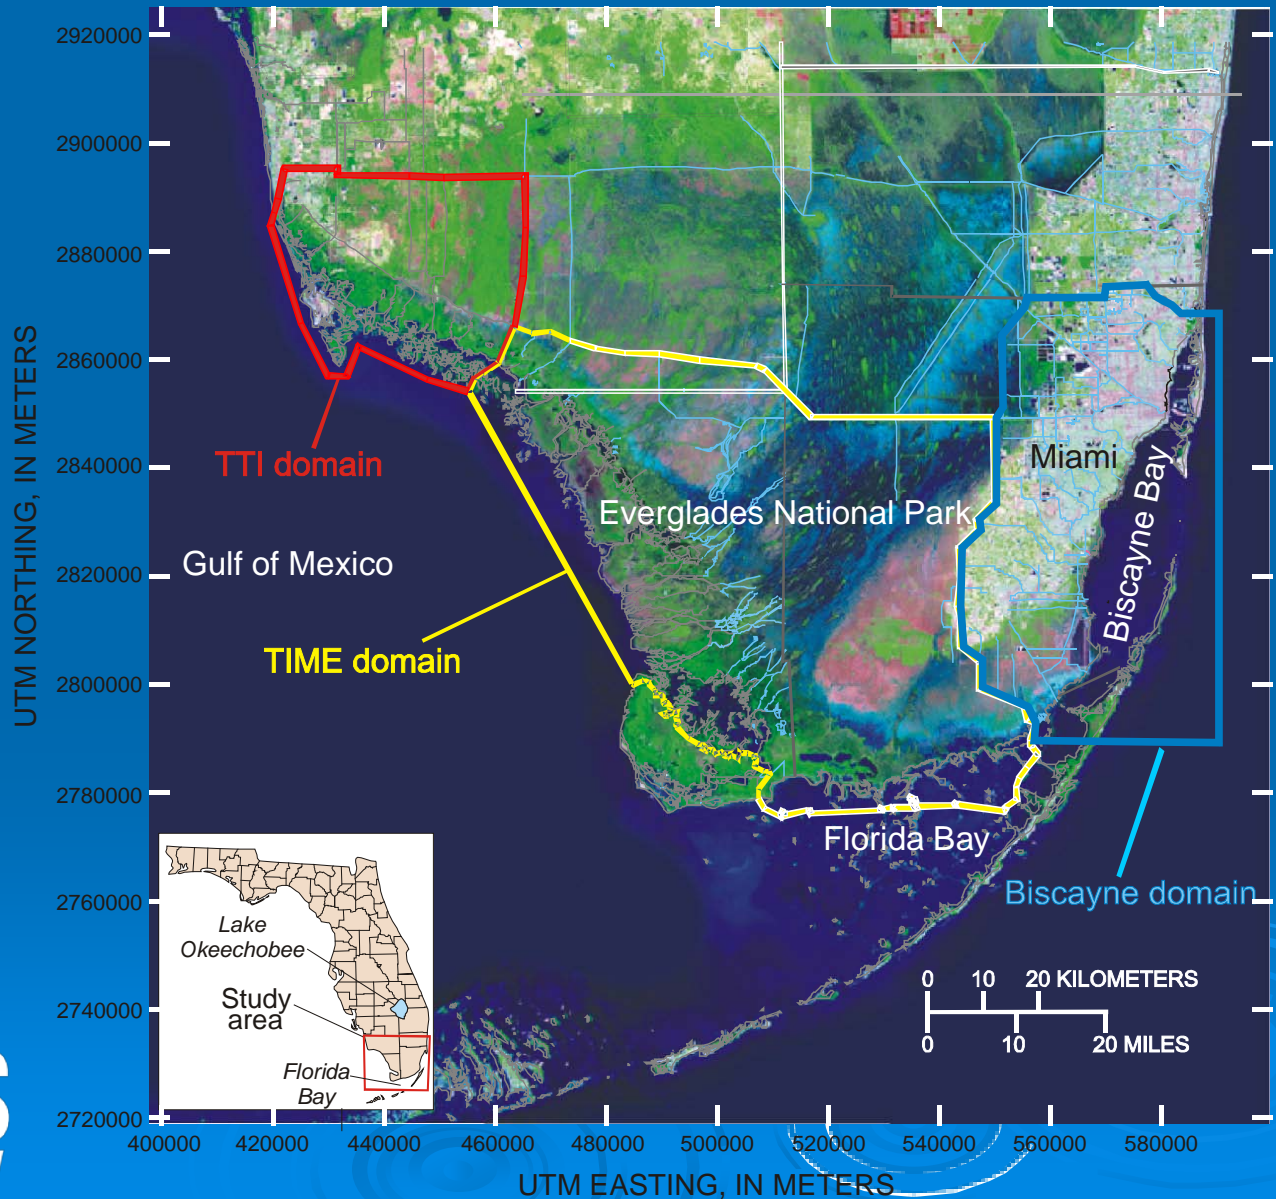 2920000
2900000
2880000
2860000
2840000
2820000
2800000
2780000
2760000
2740000
2720000
UTM NORTHING, IN METERS
TTI domain
Gulf of Mexico
TIME domain
Everglades National Park
Miami
Biscayne Bay
Florida Bay
Biscayne domain
Lake
Okeechobee
Study
area
Florida
Bay
0 10 20 KILOMETERS
0 10 20 MILES
400000 420000 440000 460000 480000 500000 520000 540000 560000 580000
UTM EASTING, IN METERS